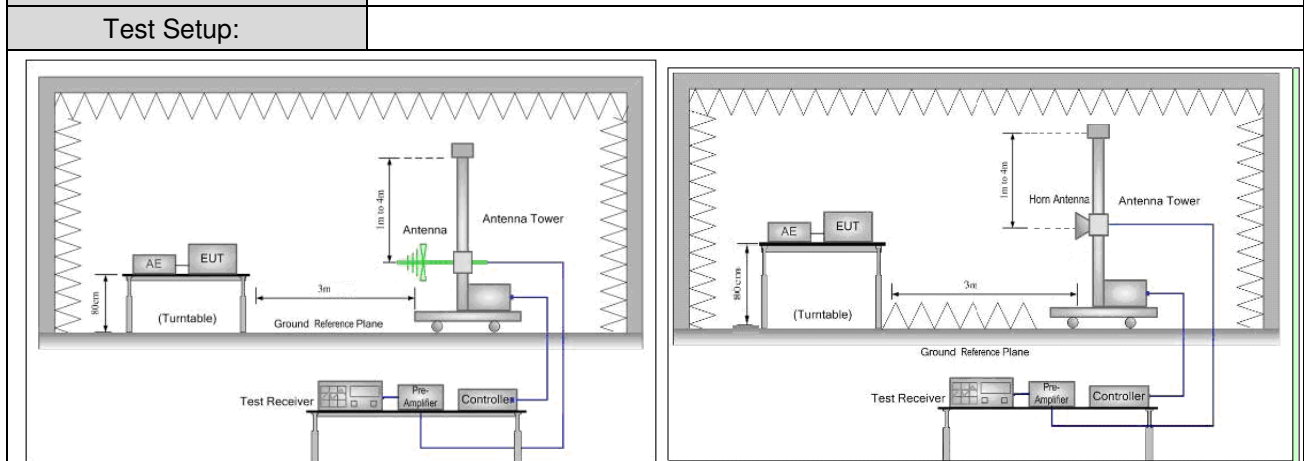 Test Setup:
1m to 4m
Antenna
Antenna Tower
AE
EUT
80cm
3m
(Turntable)
Ground Reference Plane
Test Receiver
Pre-
Amplifier
Controller
1m to 4m
Horn Antenna
Antenna Tower
AE
EUT
80cm
3m
(Turntable)
Ground Reference Plane
Test Receiver
Pre-
Amplifier
Controller